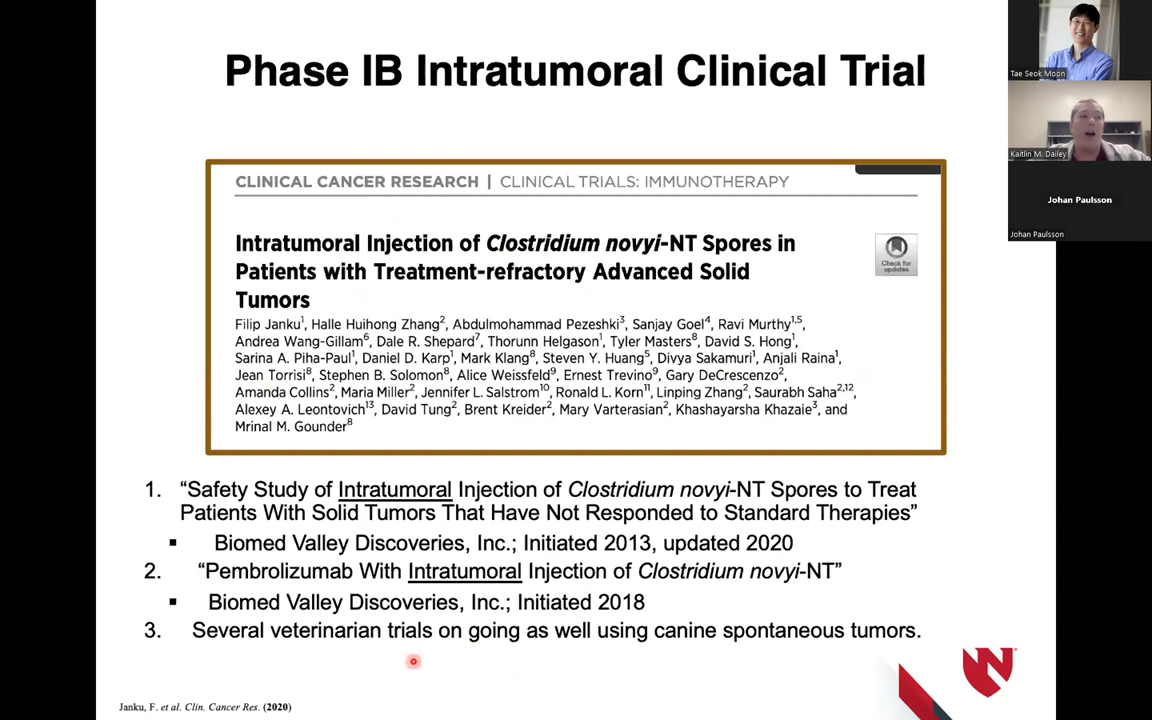 Phase IB Intratumoral Clinical Trial
CLINICAL CANCER RESEARCH | CLINICAL TRIALS: IMMUNOTHERAPY
Intratumoral Injection of Clostridium novyi-NT Spores in
Patients with Treatment-refractory Advanced Solid
Tumors
Check for
updates
Filip Janku1, Halle Huihong Zhang2, Abdulmohammad Pezeshki3, Sanjay Goel4, Ravi Murthy1,5,
Andrea Wang-Gillam6, Dale R. Shepard7, Thorunn Helgason1, Tyler Masters8, David S. Hong1,
Sarina A. Piha-Paul1, Daniel D. Karp1, Mark Klang8, Steven Y. Huang5, Divya Sakamuri1, Anjali Raina1,
Jean Torrisi8, Stephen B. Solomon8, Alice Weissfeld9, Ernest Trevino9, Gary DeCrescenzo2,
Amanda Collins2, Maria Miller2, Jennifer L. Salstrom10, Ronald L. Korn11, Linping Zhang2, Saurabh Saha2,12,
Alexey A. Leontovich13, David Tung2, Brent Kreider2, Mary Varterasian2, Khashayarsha Khazaie3, and
Mrinal M. Gounder8
1. “Safety Study of Intratumoral Injection of Clostridium novyi-NT Spores to Treat
Patients With Solid Tumors That Have Not Responded to Standard Therapies”
▪ Biomed Valley Discoveries, Inc.; Initiated 2013, updated 2020
2. “Pembrolizumab With Intratumoral Injection of Clostridium novyi-NT”
▪ Biomed Valley Discoveries, Inc.; Initiated 2018
3. Several veterinarian trials on going as well using canine spontaneous tumors.
Janku, F. et al. Clin. Cancer Res. (2020)
N
Tae Seok Moon
Kaitlin M. Dailey
Johan Paulsson
Johan Paulsson